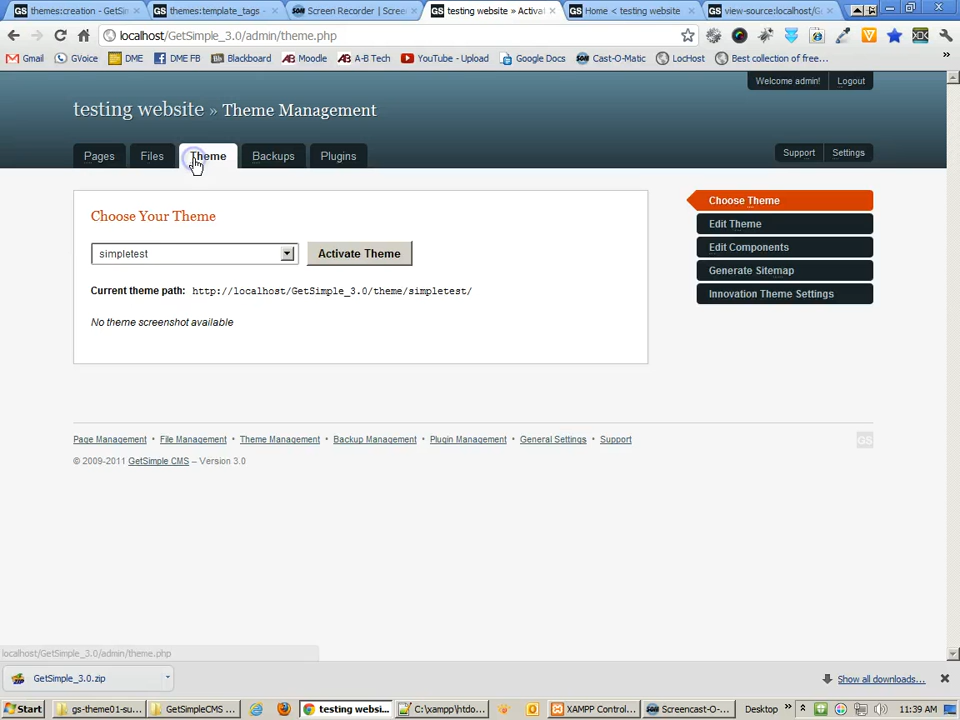 themes:creation - GetSi
themes:template_tags -
Screen Recorder | Scree
testing website » Activat
Home < testing website
view-source:localhost/Ge
localhost/GetSimple_3.0/admin/theme.php
Gmail
GVoice
DME
DME FB
Blackboard
Moodle
A-B Tech
YouTube - Upload
Google Docs
Cast-O-Matic
LocHost
Best collection of free...
»
Welcome admin!
Logout
testing website » Theme Management
Pages
Files
Theme
Backups
Plugins
Support
Settings
Choose Your Theme
simpletest
Activate Theme
Current theme path: http://localhost/GetSimple_3.0/theme/simpletest/
No theme screenshot available
Choose Theme
Edit Theme
Edit Components
Generate Sitemap
Innovation Theme Settings
Page Management • File Management • Theme Management • Backup Management • Plugin Management • General Settings • Support
GS
© 2009-2011 GetSimple CMS – Version 3.0
localhost/GetSimple_3.0/admin/theme.php
GetSimple_3.0.zip
Show all downloads...
Start
gs-theme01-su...
GetSimpleCMS ...
testing websi...
C:\xampp\htdo...
XAMPP Control...
Screencast-O-...
Desktop
»
11:39 AM